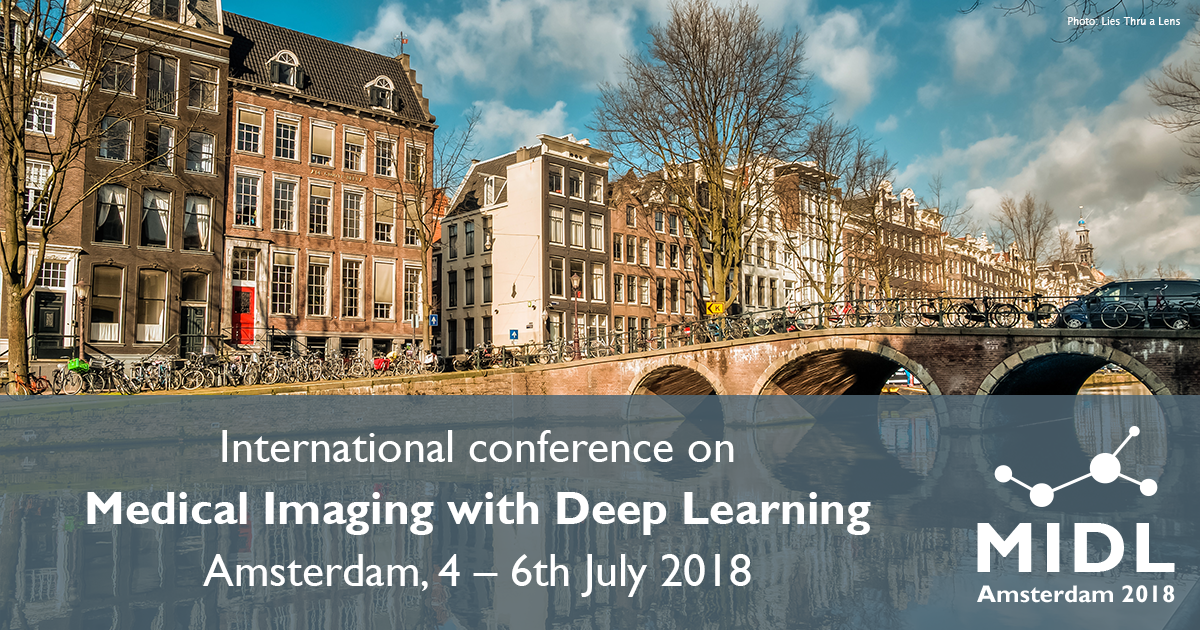 Photo: Lies Thru a Lens
International conference on
Medical Imaging with Deep Learning
Amsterdam, 4 – 6th July 2018
MIDL
Amsterdam 2018